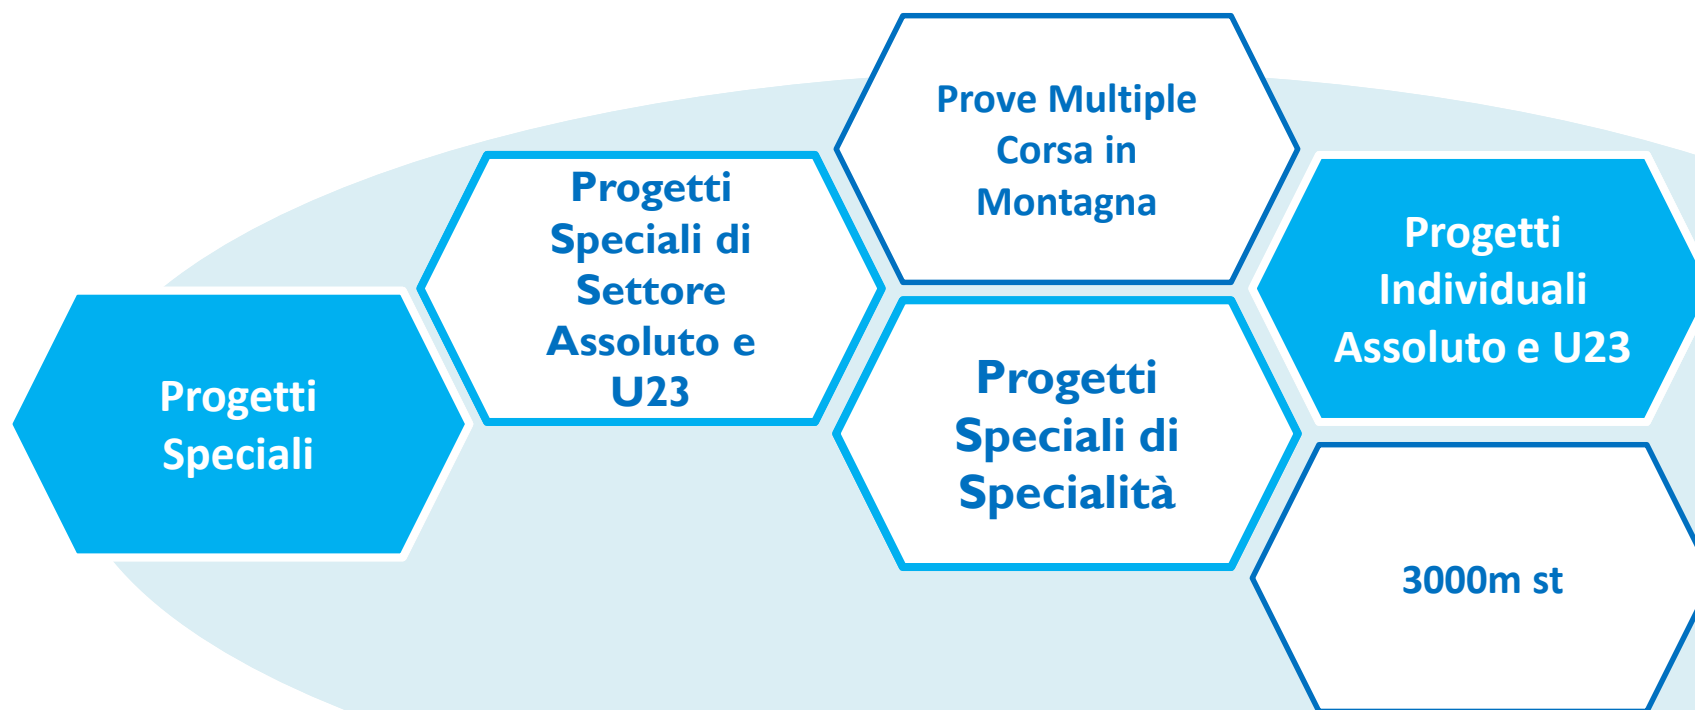 Progetti
Speciali
Progetti
Speciali di
Settore
Assoluto e
U23
Prove Multiple
Corsa in
Montagna
Progetti
Speciali di
Specialità
Progetti
Individuali
Assoluto e U23
3000m st